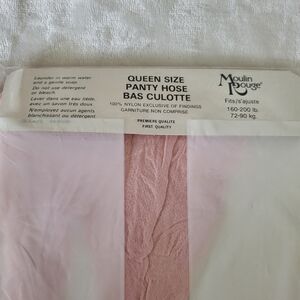 Launder in warm water
and a gentle soap.
Do not use detergent
or bleach.
Laver dans une eau tiède,
avec un savon très doux.
N'employez aucun agents
blanchissant ou détergent
QUEEN SIZE
PANTY HOSE
BAS CULOTTE
100% NYLON EXCLUSIVE OF FINDINGS
GARNITURE NON COMPRISE
PREMIERE QUALITE
FIRST QUALITY
Moulin
Rouge
Fits/s'ajuste
160-200 lb.
72-90 kg.